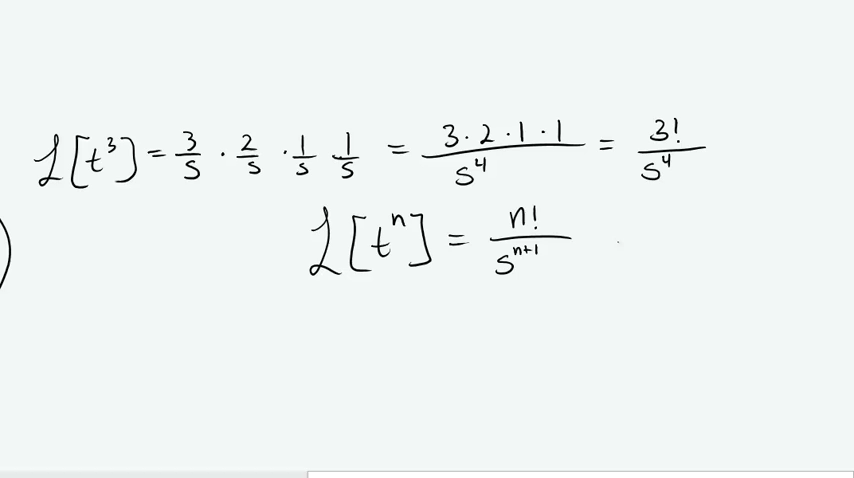 ℒ[t³] = 3/s · 2/s · 1/s 1/s = 3·2·1·1/s⁴ = 3!/s⁴
ℒ[tⁿ] = n!/sⁿ⁺¹